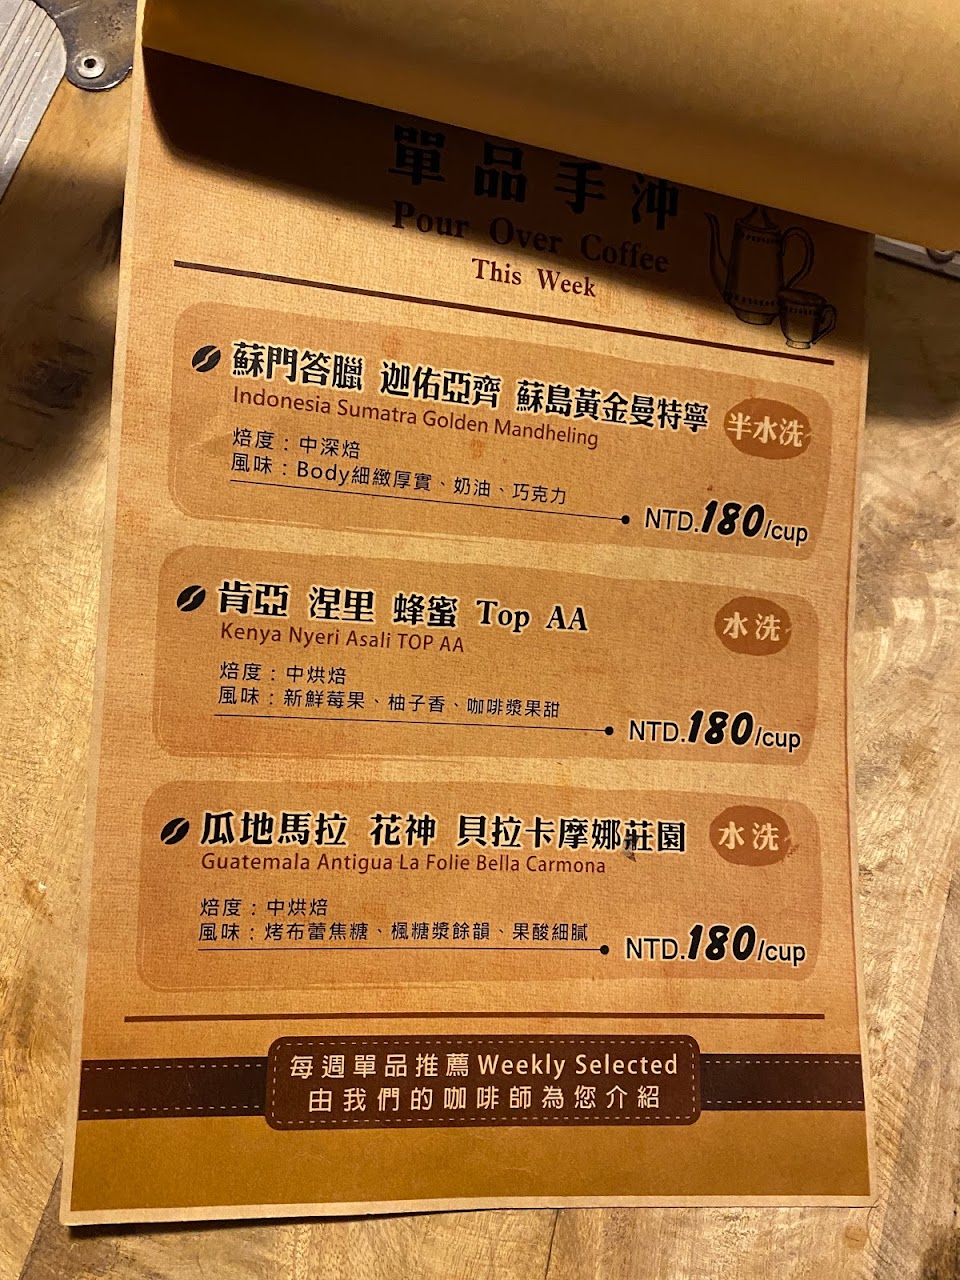 單品手沖
Pour Over Coffee
This Week
蘇門答臘 迦佑亞齊 蘇島黃金曼特寧
半水洗
Indonesia Sumatra Golden Mandheling
焙度：中深焙
風味：Body細緻厚實、奶油、巧克力
NTD.180/cup
肯亞 涅里 蜂蜜 Top AA
水洗
Kenya Nyeri Asali TOP AA
焙度：中烘焙
風味：新鮮莓果、柚子香、咖啡漿果甜
NTD.180/cup
瓜地馬拉 花神 貝拉卡摩娜莊園
水洗
Guatemala Antigua La Folie Bella Carmona
焙度：中烘焙
風味：烤布蕾焦糖、楓糖漿餘韻、果酸細膩
NTD.180/cup
每週單品推薦 Weekly Selected
由我們的咖啡師為您介紹